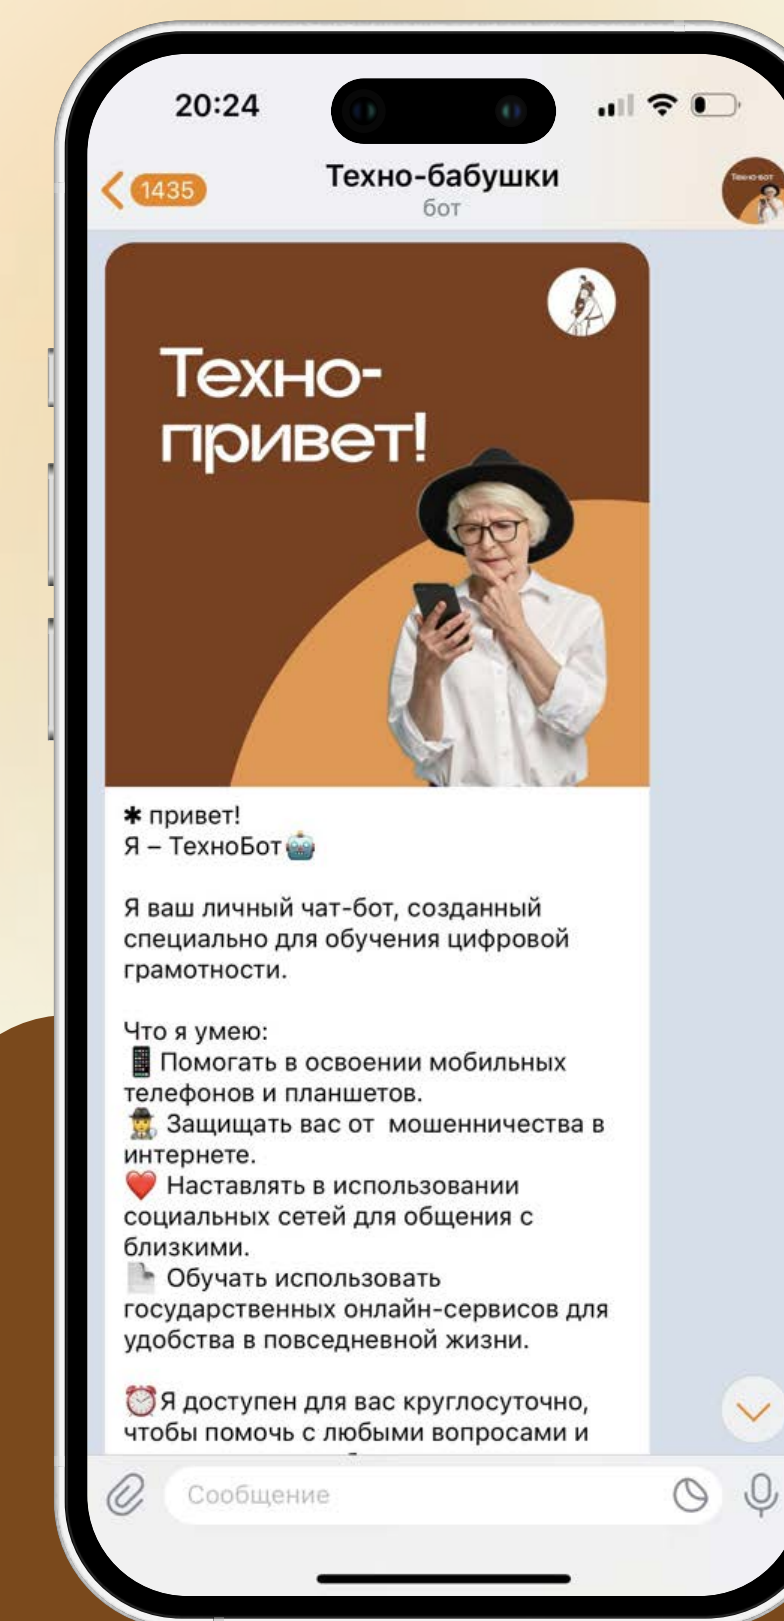 20:24
1435
Техно-бабушки
бот
Техно-бот
Техно-
привет!
✱ привет!
Я – ТехноБот🤖
Я ваш личный чат-бот, созданный
специально для обучения цифровой
грамотности.
Что я умею:
📱 Помогать в освоении мобильных
телефонов и планшетов.
🕵️ Защищать вас от  мошенничества в
интернете.
❤️ Наставлять в использовании
социальных сетей для общения с
близкими.
📄 Обучать использовать
государственных онлайн-сервисов для
удобства в повседневной жизни.
⏰Я доступен для вас круглосуточно,
чтобы помочь с любыми вопросами и
Сообщение